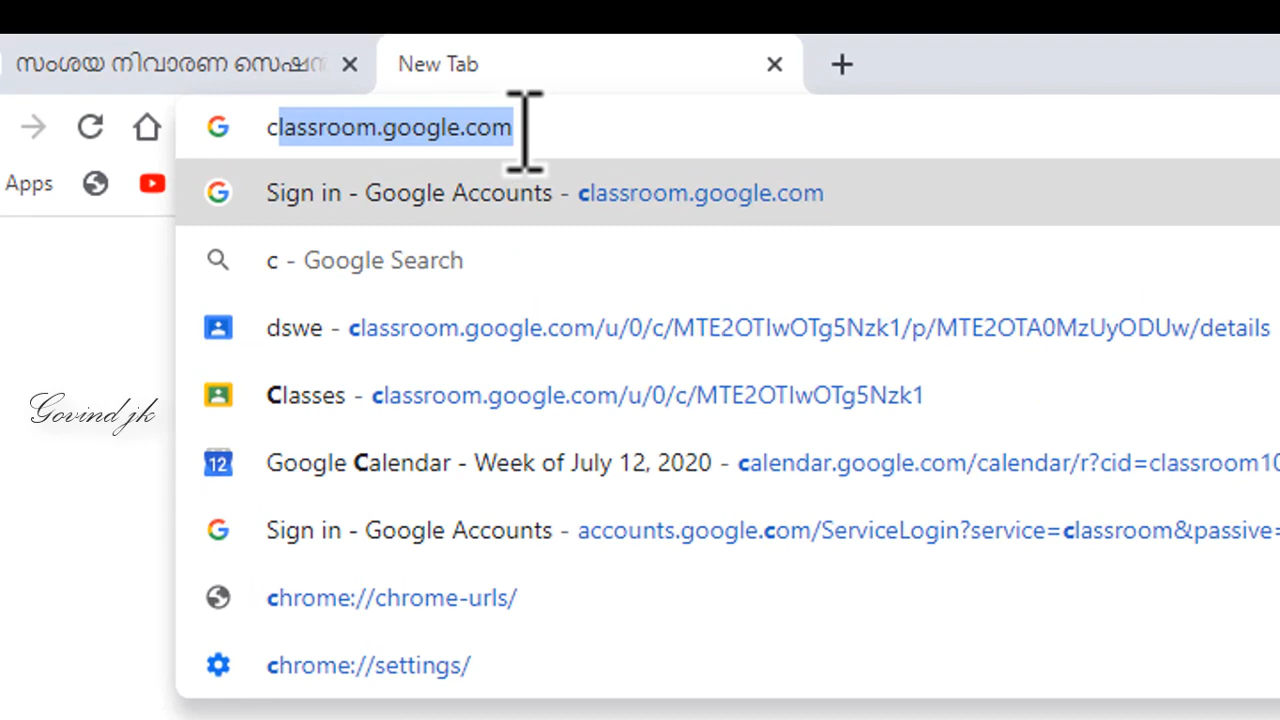 സംശയ നിവാരണ സെഷൻ
New Tab
classroom.google.com
Apps
Sign in - Google Accounts - classroom.google.com
c - Google Search
dswe - classroom.google.com/u/0/c/MTE2OTIwOTg5Nzk1/p/MTE2OTA0MzUyODUw/details
Classes - classroom.google.com/u/0/c/MTE2OTIwOTg5Nzk1
12 Google Calendar - Week of July 12, 2020 - calendar.google.com/calendar/r?cid=classroom10
Sign in - Google Accounts - accounts.google.com/ServiceLogin?service=classroom&passive=
chrome://chrome-urls/
chrome://settings/
Govind jk